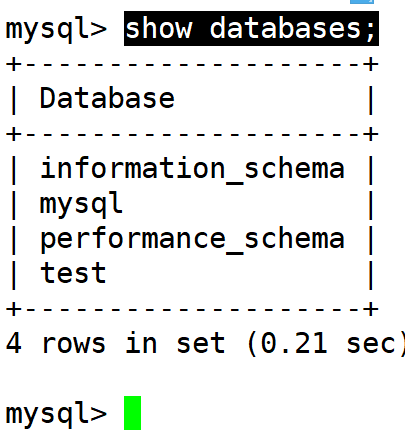 mysql> show databases;
+--------------------+
| Database           |
+--------------------+
| information_schema |
| mysql              |
| performance_schema |
| test               |
+--------------------+
4 rows in set (0.21 sec)
mysql>